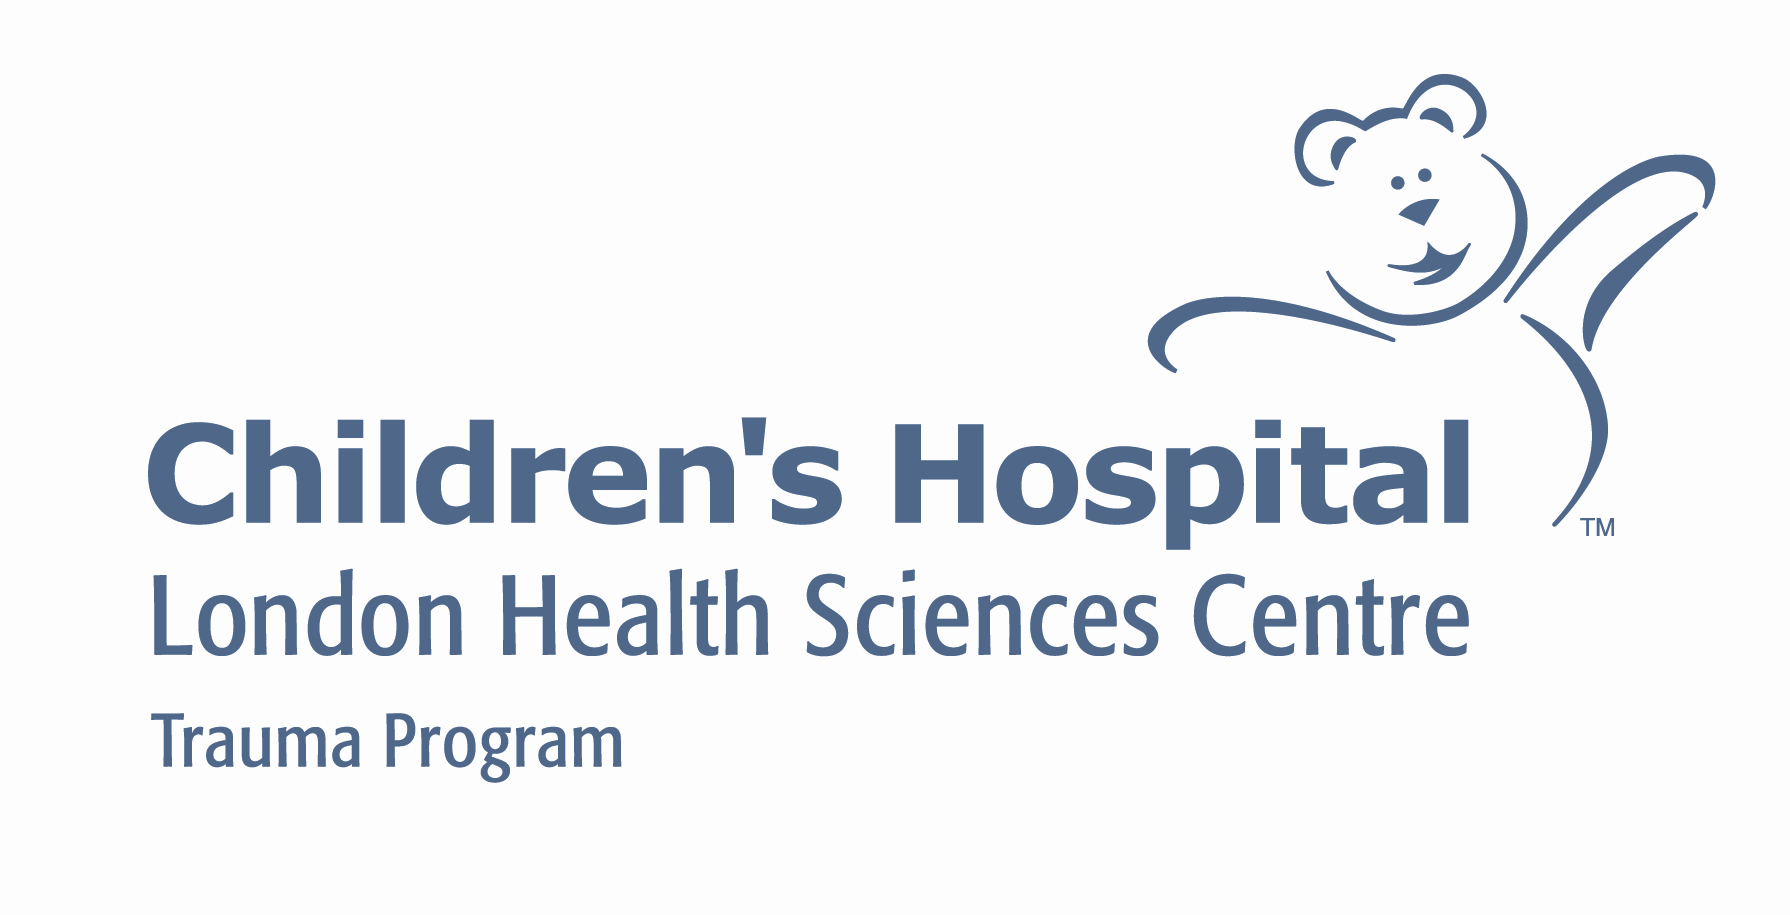 Children's Hospital
TM
London Health Sciences Centre
Trauma Program